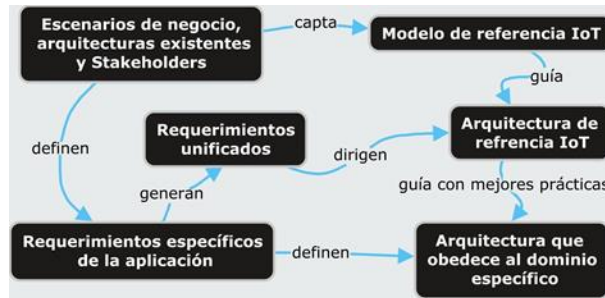 Escenarios de negocio,
arquitecturas existentes
y Stakeholders
capta
Modelo de referencia IoT
guía
definen
Requerimientos
unificados
dirigen
Arquitectura de
refrencia IoT
generan
guía con mejores prácticas
Requerimientos específicos
de la aplicación
definen
Arquitectura que
obedece al dominio
específico